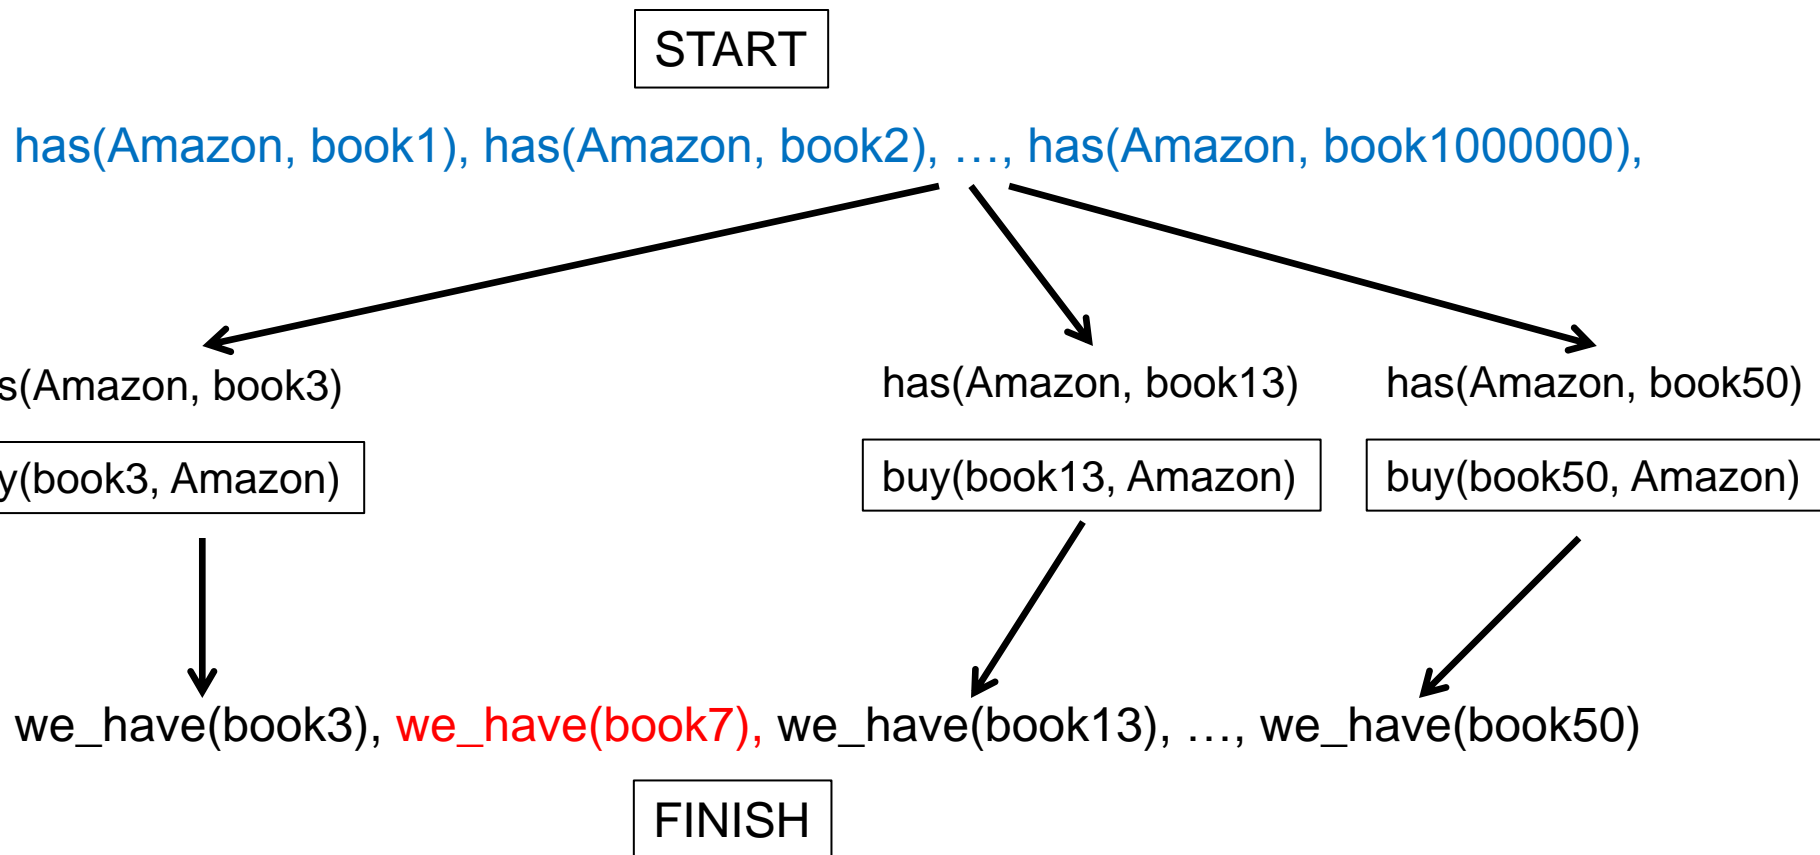 START
has(Amazon, book1), has(Amazon, book2), …, has(Amazon, book1000000),
s(Amazon, book3) has(Amazon, book13) has(Amazon, book50)
y(book3, Amazon) buy(book13, Amazon) buy(book50, Amazon)
we_have(book3), we_have(book7), we_have(book13), …, we_have(book50)
FINISH